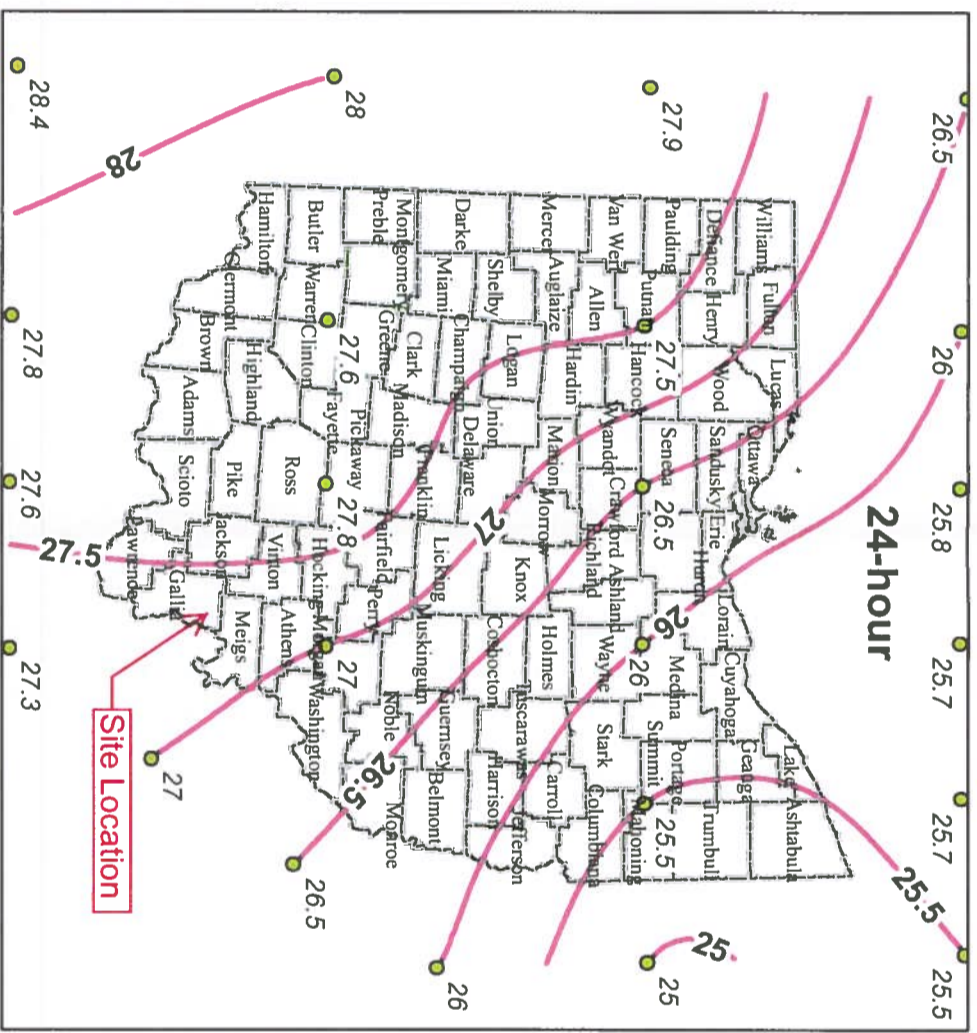 24-hour
26.5
26
25.8
25.7
25.7
25.5
25.5
Williams
Fulton
Lucas
Ottawa
Lake
Ashtabula
Geauga
Cuyahoga
Lorain
Erie
Sandusky
Wood
Henry
Defiance
Huron
Trumbull
Portage
Summit
Medina
Seneca
Hancock
Putnam
Paulding
27.9
27.5
26.5
26
26
25.5
25
25
Mahoning
Van Wert
Allen
Hardin
Wyandot
Crawford
Richland
Ashland
Wayne
Stark
Columbiana
Mercer
Auglaize
Marion
Morrow
Knox
Holmes
Tuscarawas
Carroll
Jefferson
Darke
Shelby
Logan
Union
Delaware
27
Coshocton
Harrison
Miami
Champaign
Licking
Muskingum
Guernsey
Belmont
26
Preble
Montgomery
Clark
Greene
Madison
Franklin
Fairfield
Perry
Noble
Monroe
28
27.6
Pickaway
27.8
27
26.5
Butler
Warren
Clinton
Fayette
Ross
Hocking
Morgan
Washington
26.5
Hamilton
Clermont
Highland
Vinton
Athens
Brown
Adams
Pike
Jackson
Meigs
Scioto
Gallia
Lawrence
28
27
27.5
28.4
27.8
27.6
27.3
Site Location